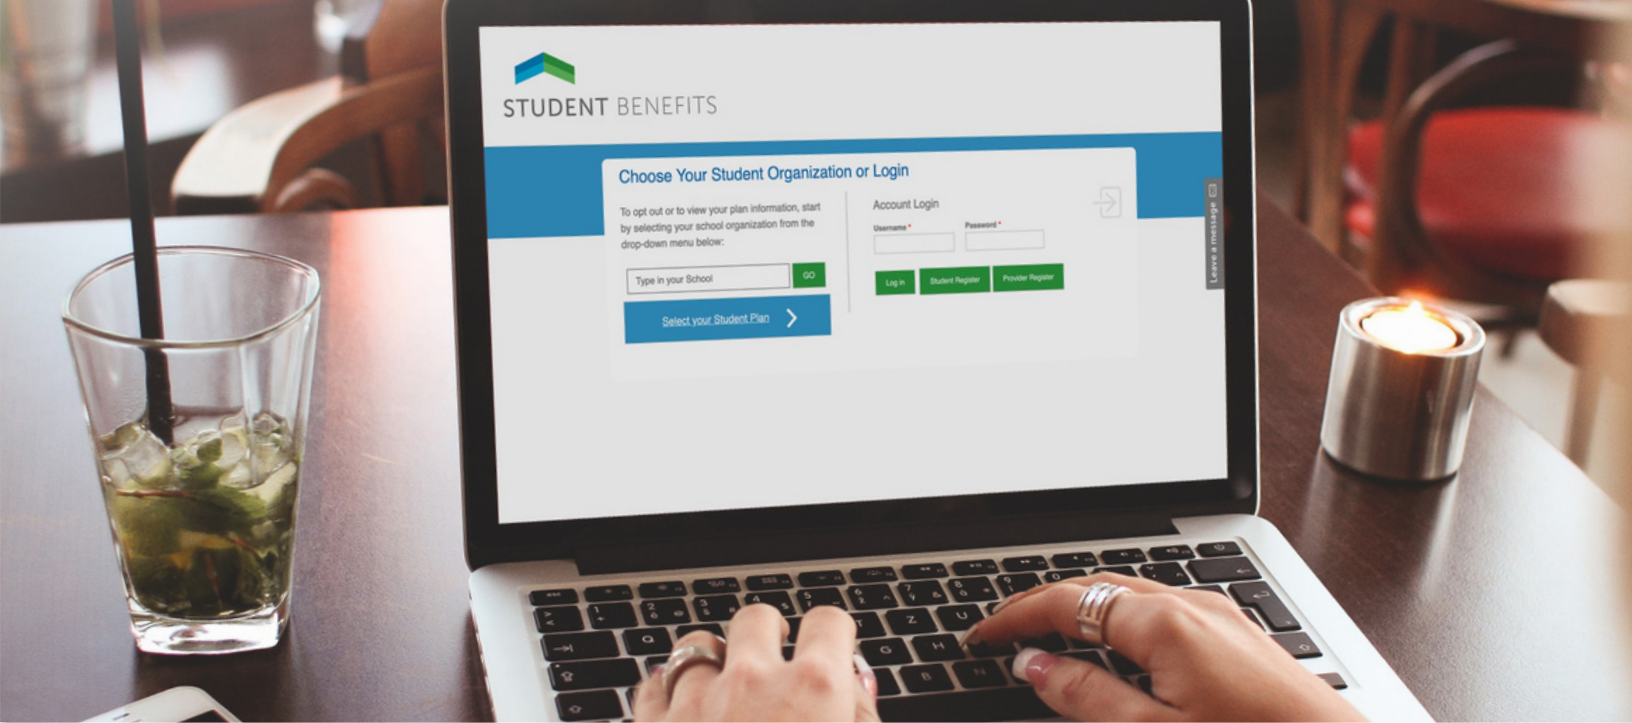 STUDENT BENEFITS
Choose Your Student Organization or Login
To opt out or to view your plan information, start
by selecting your school organization from the
drop-down menu below:
Type in your School
GO
Select your Student Plan
Account Login
Username *
Password *
Log in
Student Register
Provider Register
Leave a message